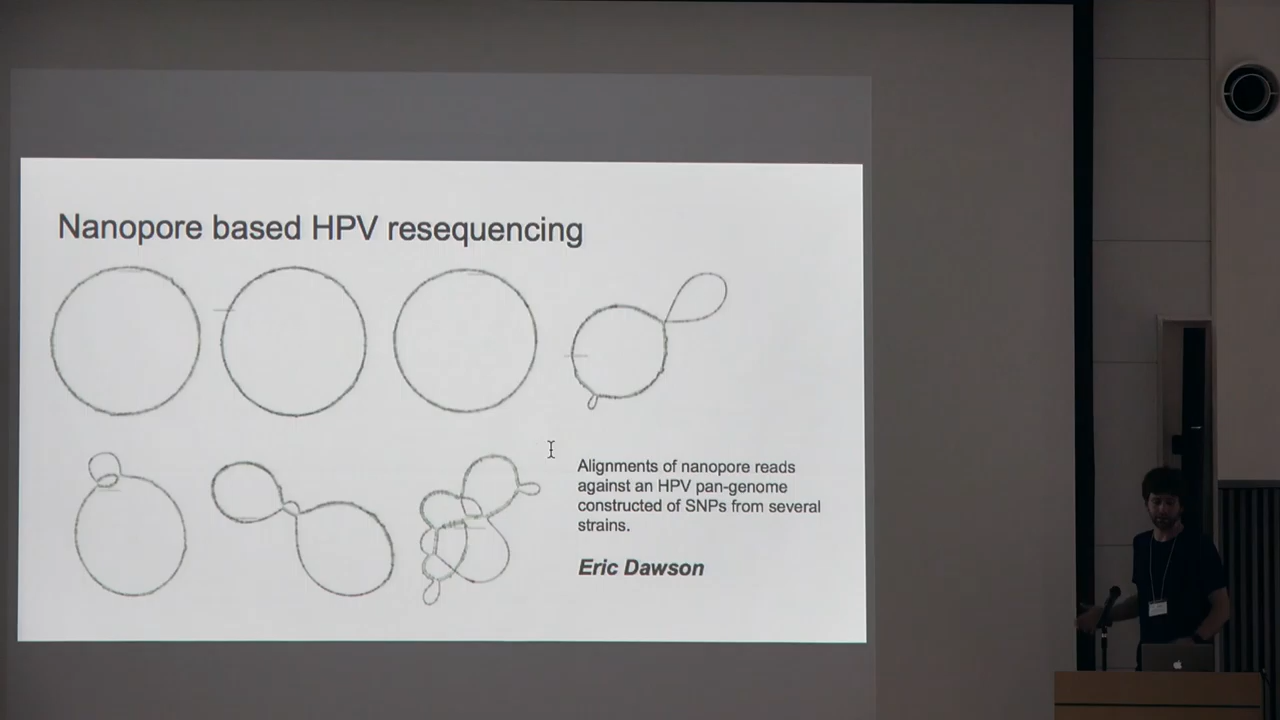 Nanopore based HPV resequencing
Alignments of nanopore reads
against an HPV pan-genome
constructed of SNPs from several
strains.
Eric Dawson